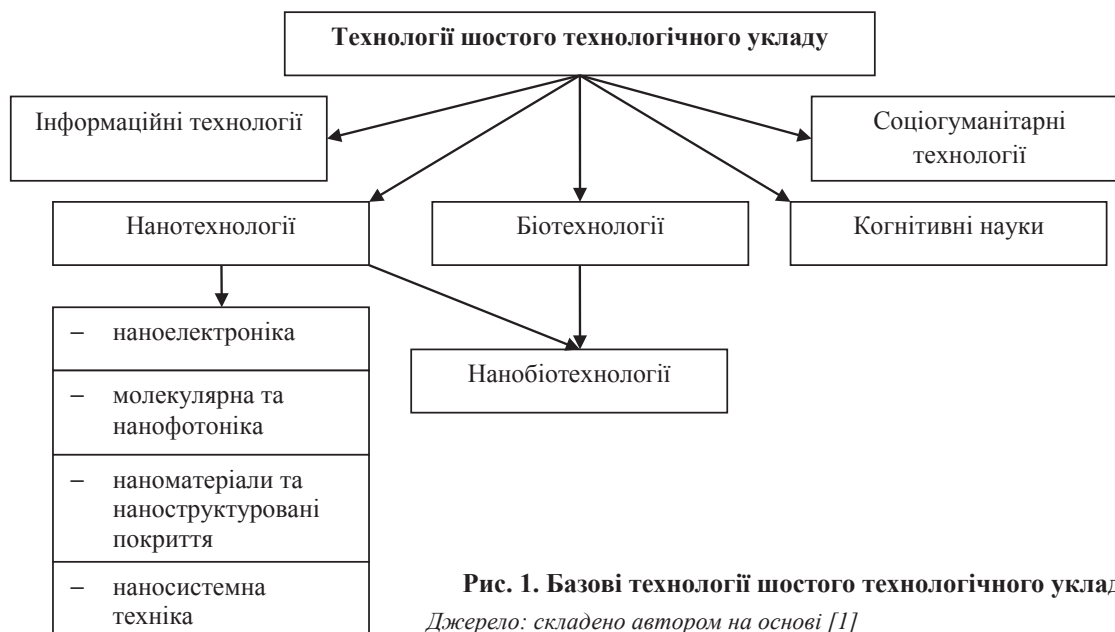 Технології шостого технологічного укладу
Інформаційні технології
Соціогуманітарні
технології
Нанотехнології
Біотехнології
Когнітивні науки
– наноелектроніка
– молекулярна та
нанофотоніка
– наноматеріали та
наноструктуровані
покриття
– наносистемна
техніка
Нанобіотехнології
Рис. 1. Базові технології шостого технологічного
Джерело: складено автором на основі [1]